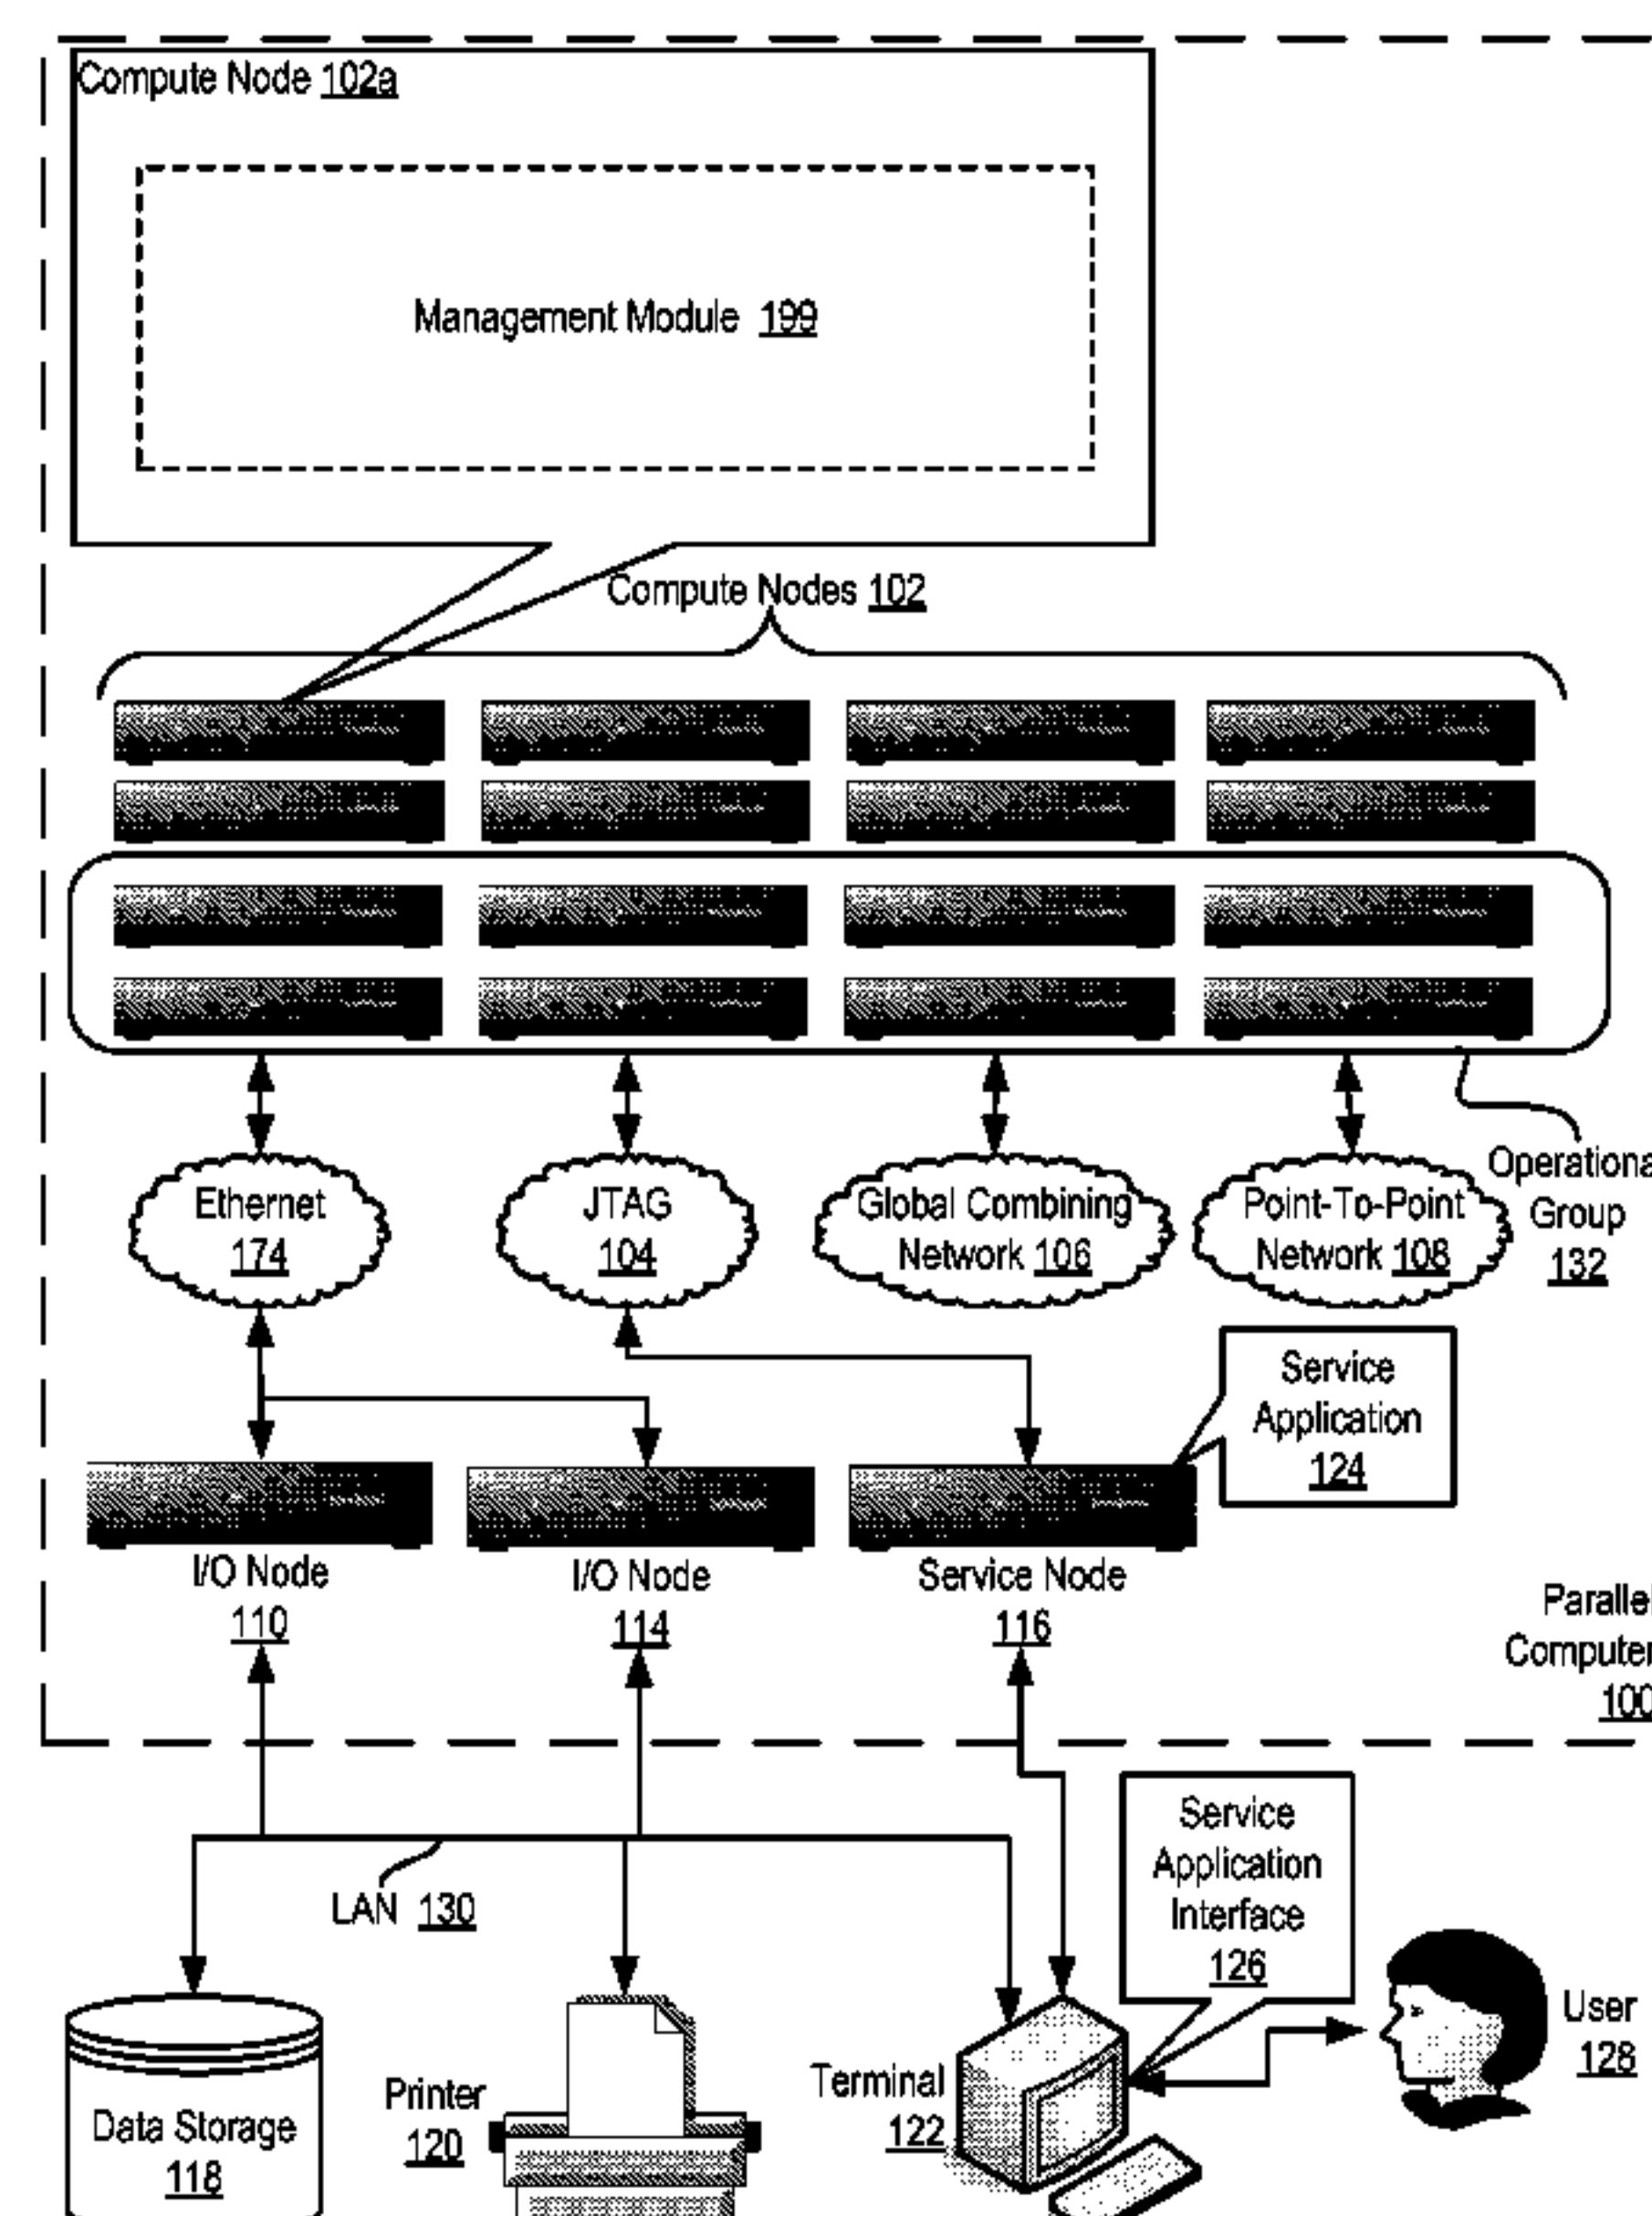 Compute Node 102a
Management Module 199
Compute Nodes 102
Ethernet
174
JTAG
104
Global Combining
Network 106
Point-To-Point
Network 108
Operationa
Group
132
Service
Application
124
I/O Node
110
I/O Node
114
Service Node
116
Parallel
Computer
100
LAN 130
Service
Application
Interface
126
User
128
Terminal
122
Printer
120
Data Storage
118